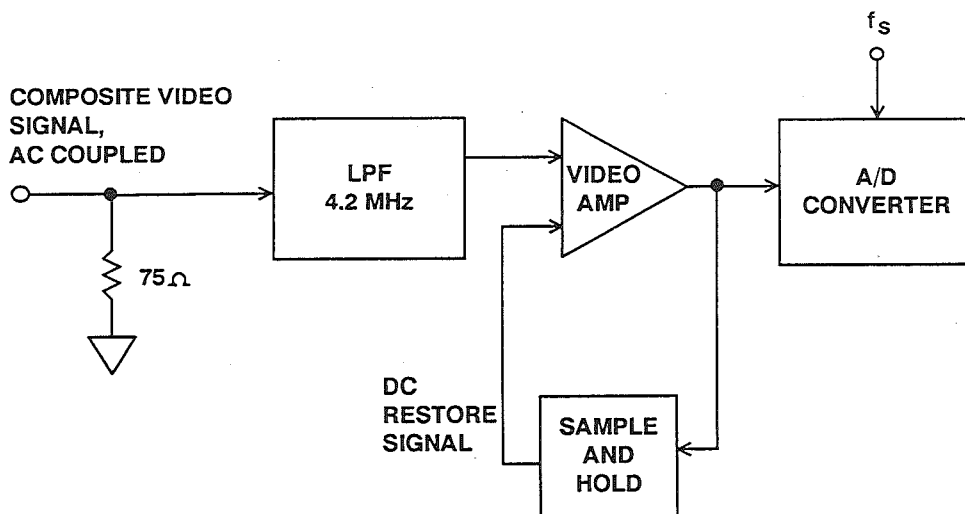 f_s
COMPOSITE VIDEO
SIGNAL,
AC COUPLED
LPF
4.2 MHz
VIDEO
AMP
A/D
CONVERTER
75Ω
DC
RESTORE
SIGNAL
SAMPLE
AND
HOLD